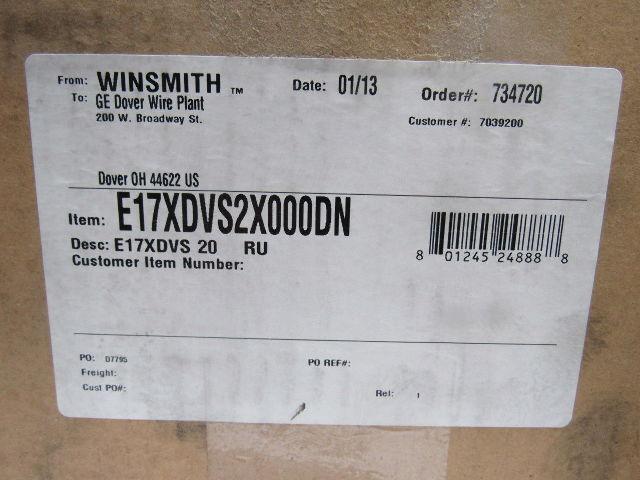 From: WINSMITH ™ Date: 01/13 Order#: 734720
To: GE Dover Wire Plant
200 W. Broadway St. Customer #: 7039200
Dover OH 44622 US
Item: E17XDVS2X000DN
Desc: E17XDVS 20 RU
Customer Item Number:
8 01245 24888 8
PO: D7795 PO REF#:
Freight:
Cust PO#: Rel: 1